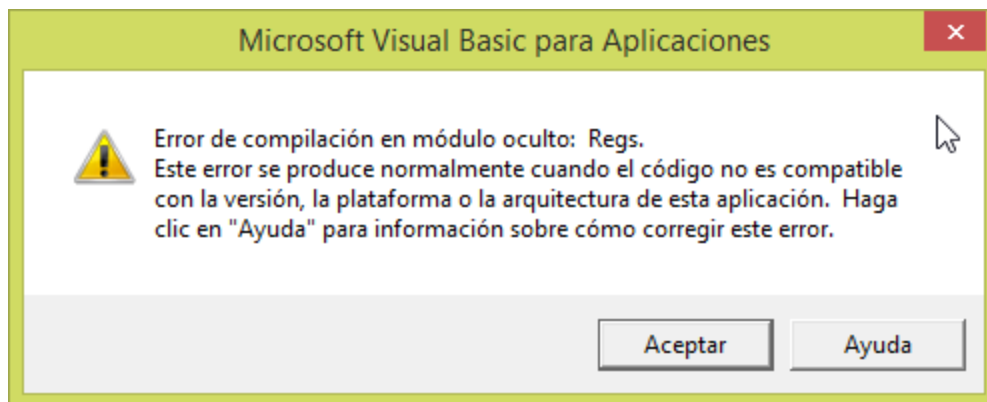 Microsoft Visual Basic para Aplicaciones
Error de compilación en módulo oculto:  Regs.
Este error se produce normalmente cuando el código no es compatible
con la versión, la plataforma o la arquitectura de esta aplicación.  Haga
clic en "Ayuda" para información sobre cómo corregir este error.
Aceptar
Ayuda